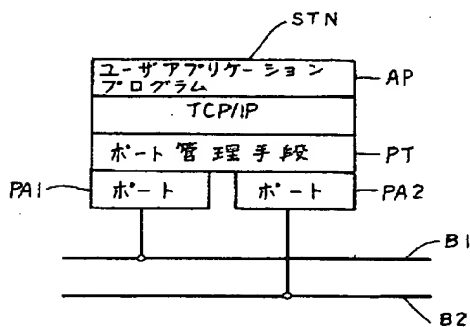 STN
ユーザアプリケーション
プログラム
AP
TCP/IP
ポート管理手段
PT
PA1
ポート
ポート
PA2
B1
B2